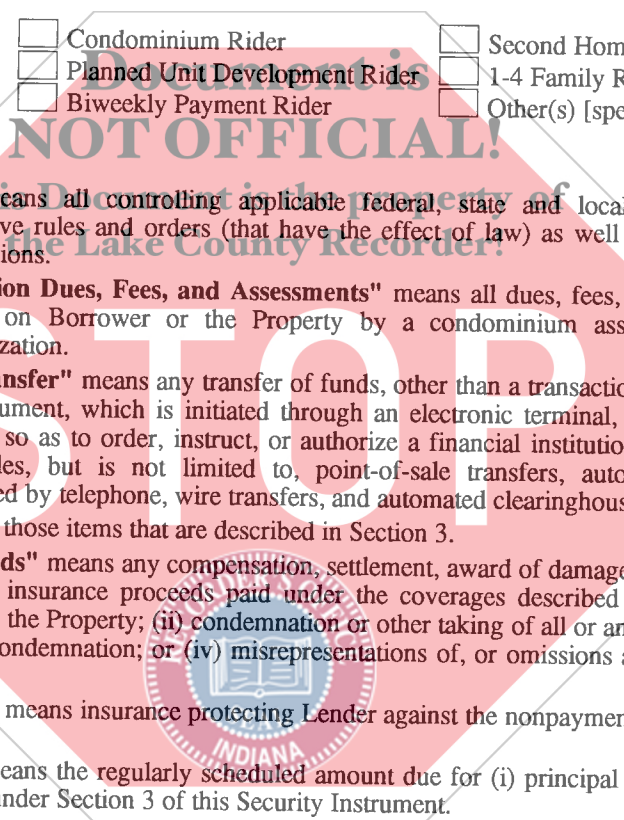 Condominium Rider Second Hom
Planned Unit Development Rider 1-4 Family R
Biweekly Payment Rider Other(s) [spe
Document is
NOT OFFICIAL!
is Document is the property of
the Lake County Recorder!
eans all controlling applicable federal, state and local
ve rules and orders (that have the effect of law) as well
ions.
ion Dues, Fees, and Assessments" means all dues, fees,
on Borrower or the Property by a condominium ass
zation.
ansfer" means any transfer of funds, other than a transactio
ument, which is initiated through an electronic terminal,
so as to order, instruct, or authorize a financial institutio
les, but is not limited to, point-of-sale transfers, auto
ed by telephone, wire transfers, and automated clearinghous
those items that are described in Section 3.
STOP
ds" means any compensation, settlement, award of damage
insurance proceeds paid under the coverages described
the Property; (ii) condemnation or other taking of all or an
ondemnation; or (iv) misrepresentations of, or omissions a
means insurance protecting Lender against the nonpaymen
eans the regularly scheduled amount due for (i) principal
nder Section 3 of this Security Instrument.
RECORDER'S OFFICE
INDIANA